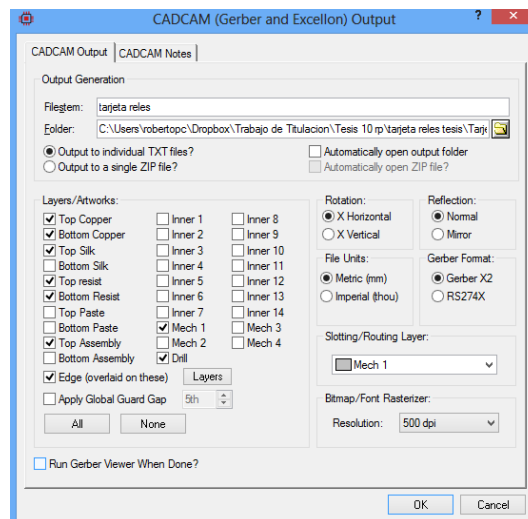 CADCAM (Gerber and Excellon) Output
? ×
CADCAM Output CADCAM Notes
Output Generation
Filestem: tarjeta reles
Folder: C:\Users\robertopc\Dropbox\Trabajo de Titulacion\Tesis 10 rp\tarjeta reles tesis\Tarje
Output to individual TXT files? Automatically open output folder
Output to a single ZIP file? Automatically open ZIP file?
Layers/Artworks:
Top Copper Inner 1 Inner 8
Bottom Copper Inner 2 Inner 9
Top Silk Inner 3 Inner 10
Bottom Silk Inner 4 Inner 11
Top resist Inner 5 Inner 12
Bottom Resist Inner 6 Inner 13
Top Paste Inner 7 Inner 14
Bottom Paste Mech 1 Mech 3
Top Assembly Mech 2 Mech 4
Bottom Assembly Drill
Edge (overlaid on these) Layers
Apply Global Guard Gap 5th
All None
Rotation:
X Horizontal
X Vertical
Reflection:
Normal
Mirror
File Units:
Metric (mm)
Imperial (thou)
Gerber Format:
Gerber X2
RS274X
Slotting/Routing Layer:
Mech 1
Bitmap/Font Rasterizer:
Resolution: 500 dpi
Run Gerber Viewer When Done?
OK Cancel